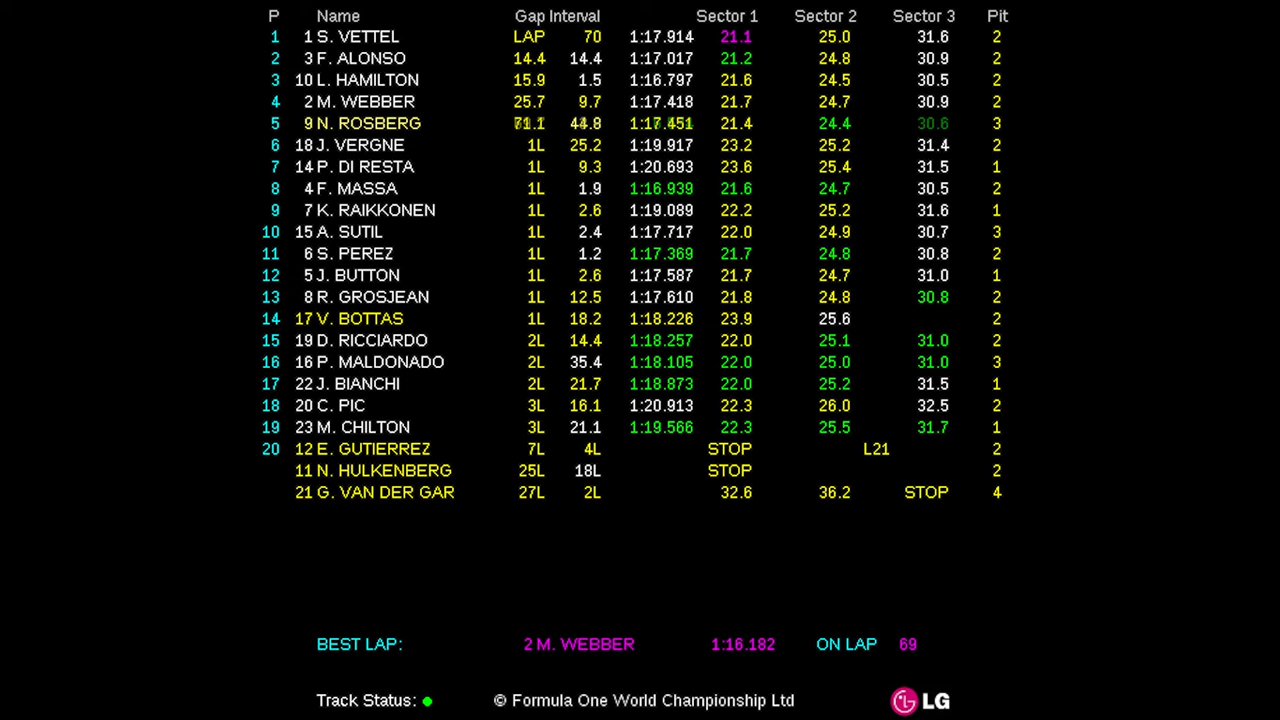 P Name Gap Interval Sector 1 Sector 2 Sector 3 Pit
1 1 S. VETTEL LAP 70 1:17.914 21.1 25.0 31.6 2
2 3 F. ALONSO 14.4 14.4 1:17.017 21.2 24.8 30.9 2
3 10 L. HAMILTON 15.9 1.5 1:16.797 21.6 24.5 30.5 2
4 2 M. WEBBER 25.7 9.7 1:17.418 21.7 24.7 30.9 2
5 9 N. ROSBERG 44.8 1:17.451 21.4 24.4 30.6 3
6 18 J. VERGNE 1L 25.2 1:19.917 23.2 25.2 31.4 2
7 14 P. DI RESTA 1L 9.3 1:20.693 23.6 25.4 31.5 1
8 4 F. MASSA 1L 1.9 1:16.939 21.6 24.7 30.5 2
9 7 K. RAIKKONEN 1L 2.6 1:19.089 22.2 25.2 31.6 1
10 15 A. SUTIL 1L 2.4 1:17.717 22.0 24.9 30.7 3
11 6 S. PEREZ 1L 1.2 1:17.369 21.7 24.8 30.8 2
12 5 J. BUTTON 1L 2.6 1:17.587 21.7 24.7 31.0 1
13 8 R. GROSJEAN 1L 12.5 1:17.610 21.8 24.8 30.8 2
14 17 V. BOTTAS 1L 18.2 1:18.226 23.9 25.6 2
15 19 D. RICCIARDO 2L 14.4 1:18.257 22.0 25.1 31.0 2
16 16 P. MALDONADO 2L 35.4 1:18.105 22.0 25.0 31.0 3
17 22 J. BIANCHI 2L 21.7 1:18.873 22.0 25.2 31.5 1
18 20 C. PIC 3L 16.1 1:20.913 22.3 26.0 32.5 2
19 23 M. CHILTON 3L 21.1 1:19.566 22.3 25.5 31.7 1
20 12 E. GUTIERREZ 7L 4L STOP L21 2
11 N. HULKENBERG 25L 18L STOP 2
21 G. VAN DER GAR 27L 2L 32.6 36.2 STOP 4
BEST LAP: 2 M. WEBBER 1:16.182 ON LAP 69
Track Status: © Formula One World Championship Ltd LG